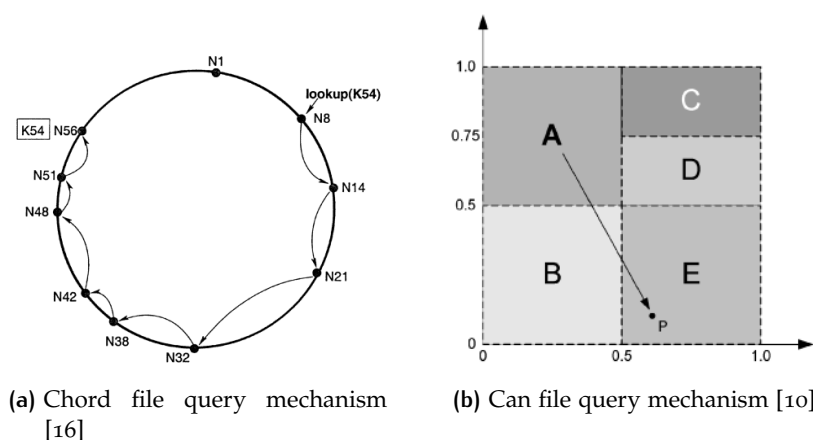 N1
lookup(K54)
N8
K54 N56
N51
N14
N48
N21
N42
N38
N32
1.0
0.75
0.5
0
A
C
D
B
E
P
0 0.5 1.0
(a) Chord file query mechanism
[16]
(b) Can file query mechanism [10]